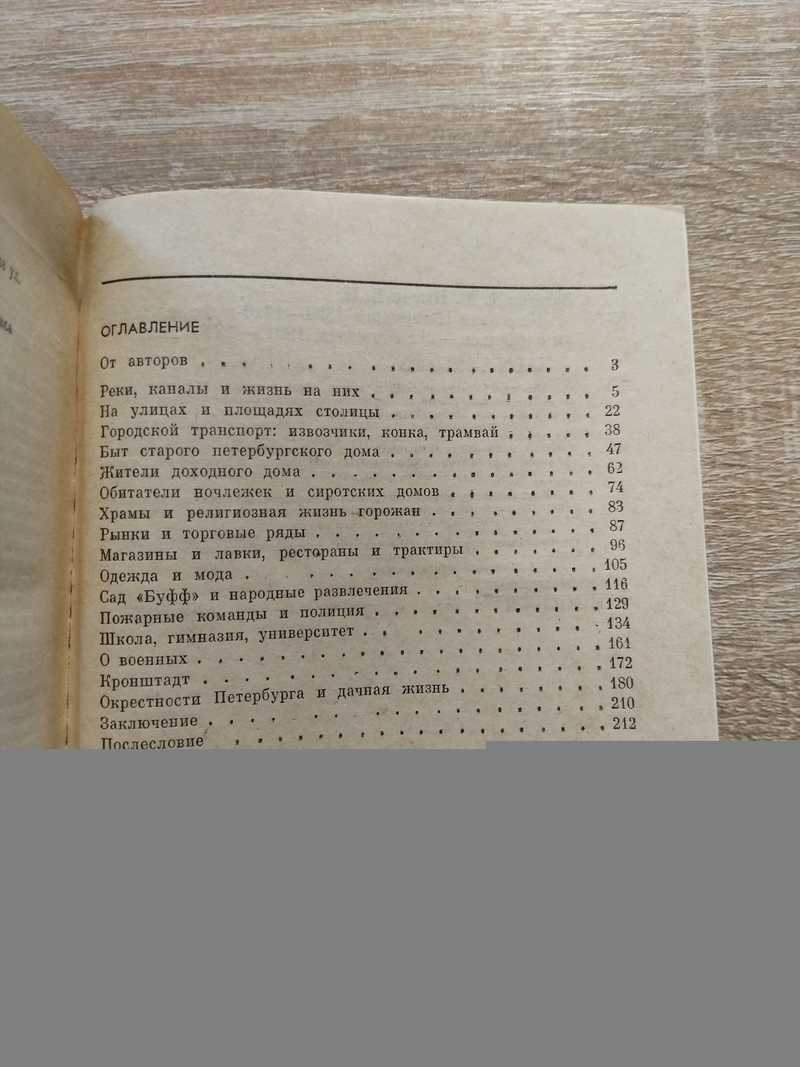 ОГЛАВЛЕНИЕ
От авторов . . . . . . . . . . . . . . . . . . 3
Реки, каналы и жизнь на них . . . . . . . . . . . 5
На улицах и площадях столицы . . . . . . . . . . 22
Городской транспорт: извозчики, конка, трамвай . . . . . 38
Быт старого петербургского дома . . . . . . . . . . 47
Жители доходного дома . . . . . . . . . . . . . 62
Обитатели ночлежек и сиротских домов . . . . . . . . 74
Храмы и религиозная жизнь горожан . . . . . . . . . 83
Рынки и торговые ряды . . . . . . . . . . . . . 87
Магазины и лавки, рестораны и трактиры . . . . . . . 96
Одежда и мода . . . . . . . . . . . . . . . . 105
Сад «Буфф» и народные развлечения . . . . . . . . . 116
Пожарные команды и полиция . . . . . . . . . . . 129
Школа, гимназия, университет . . . . . . . . . . . 134
О военных . . . . . . . . . . . . . . . . . . 161
Кронштадт . . . . . . . . . . . . . . . . . . 172
Окрестности Петербурга и дачная жизнь . . . . . . . . 180
Заключение . . . . . . . . . . . . . . . . . 210
Послесловие . . . . . . . . . . . . . . . . . 212